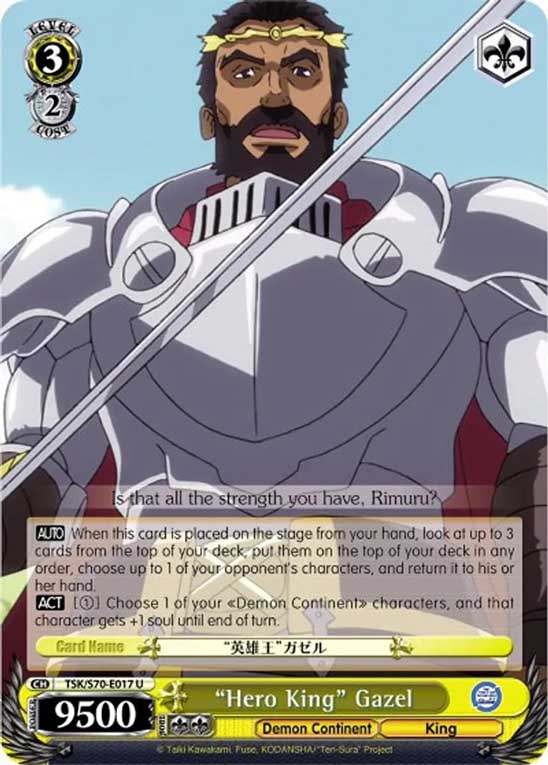 LEVEL
3
2
COST
Is that all the strength you have, Rimuru?
AUTO When this card is placed on the stage from your hand, look at up to 3
cards from the top of your deck, put them on the top of your deck in any
order, choose up to 1 of your opponent's characters, and return it to his or
her hand.
ACT [①] Choose 1 of your «Demon Continent» characters, and that
character gets +1 soul until end of turn.
Card Name
“英雄王”ガゼル
CH TSK/S70-E017 U
“Hero King” Gazel
POWER 9500
SOUL
Demon Continent
King
© Taiki Kawakami, Fuse, KODANSHA/“Ten-Sura” Project